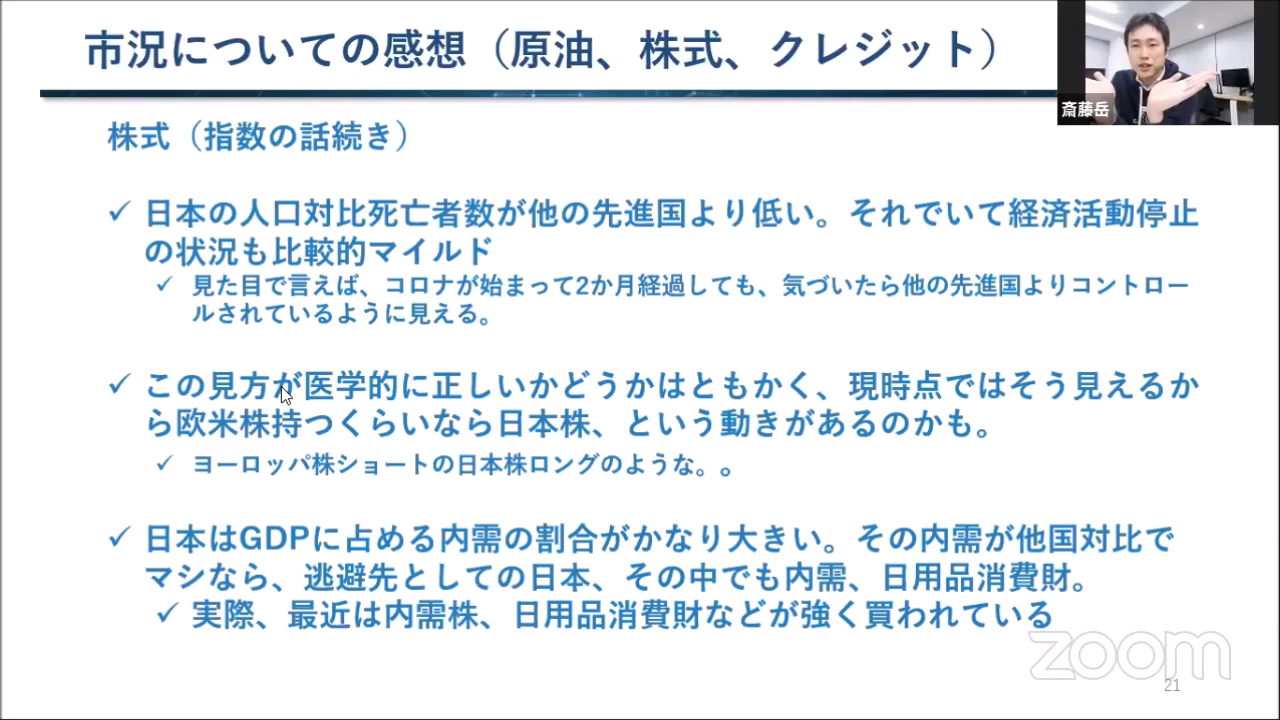 市況についての感想（原油、株式、クレジット）
斎藤岳
株式（指数の話続き）
✓ 日本の人口対比死亡者数が他の先進国より低い。それでいて経済活動停止
の状況も比較的マイルド
✓ 見た目で言えば、コロナが始まって2か月経過しても、気づいたら他の先進国よりコントロー
ルされているように見える。
✓ この見方が医学的に正しいかどうかはともかく、現時点ではそう見えるか
ら欧米株持つくらいなら日本株、という動きがあるのかも。
✓ ヨーロッパ株ショートの日本株ロングのような。。
✓ 日本はGDPに占める内需の割合がかなり大きい。その内需が他国対比で
マシなら、逃避先としての日本、その中でも内需、日用品消費財。
✓ 実際、最近は内需株、日用品消費財などが強く買われている
zoom
21